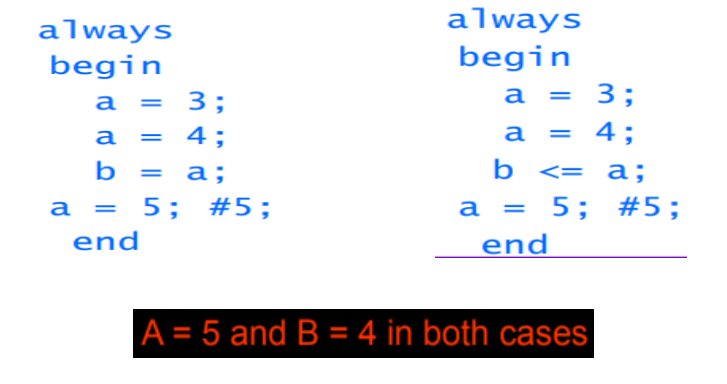 always
begin
a = 3;
a = 4;
b = a;
a = 5; #5;
end
always
begin
a = 3;
a = 4;
b <= a;
a = 5; #5;
end
A = 5 and B = 4 in both cases